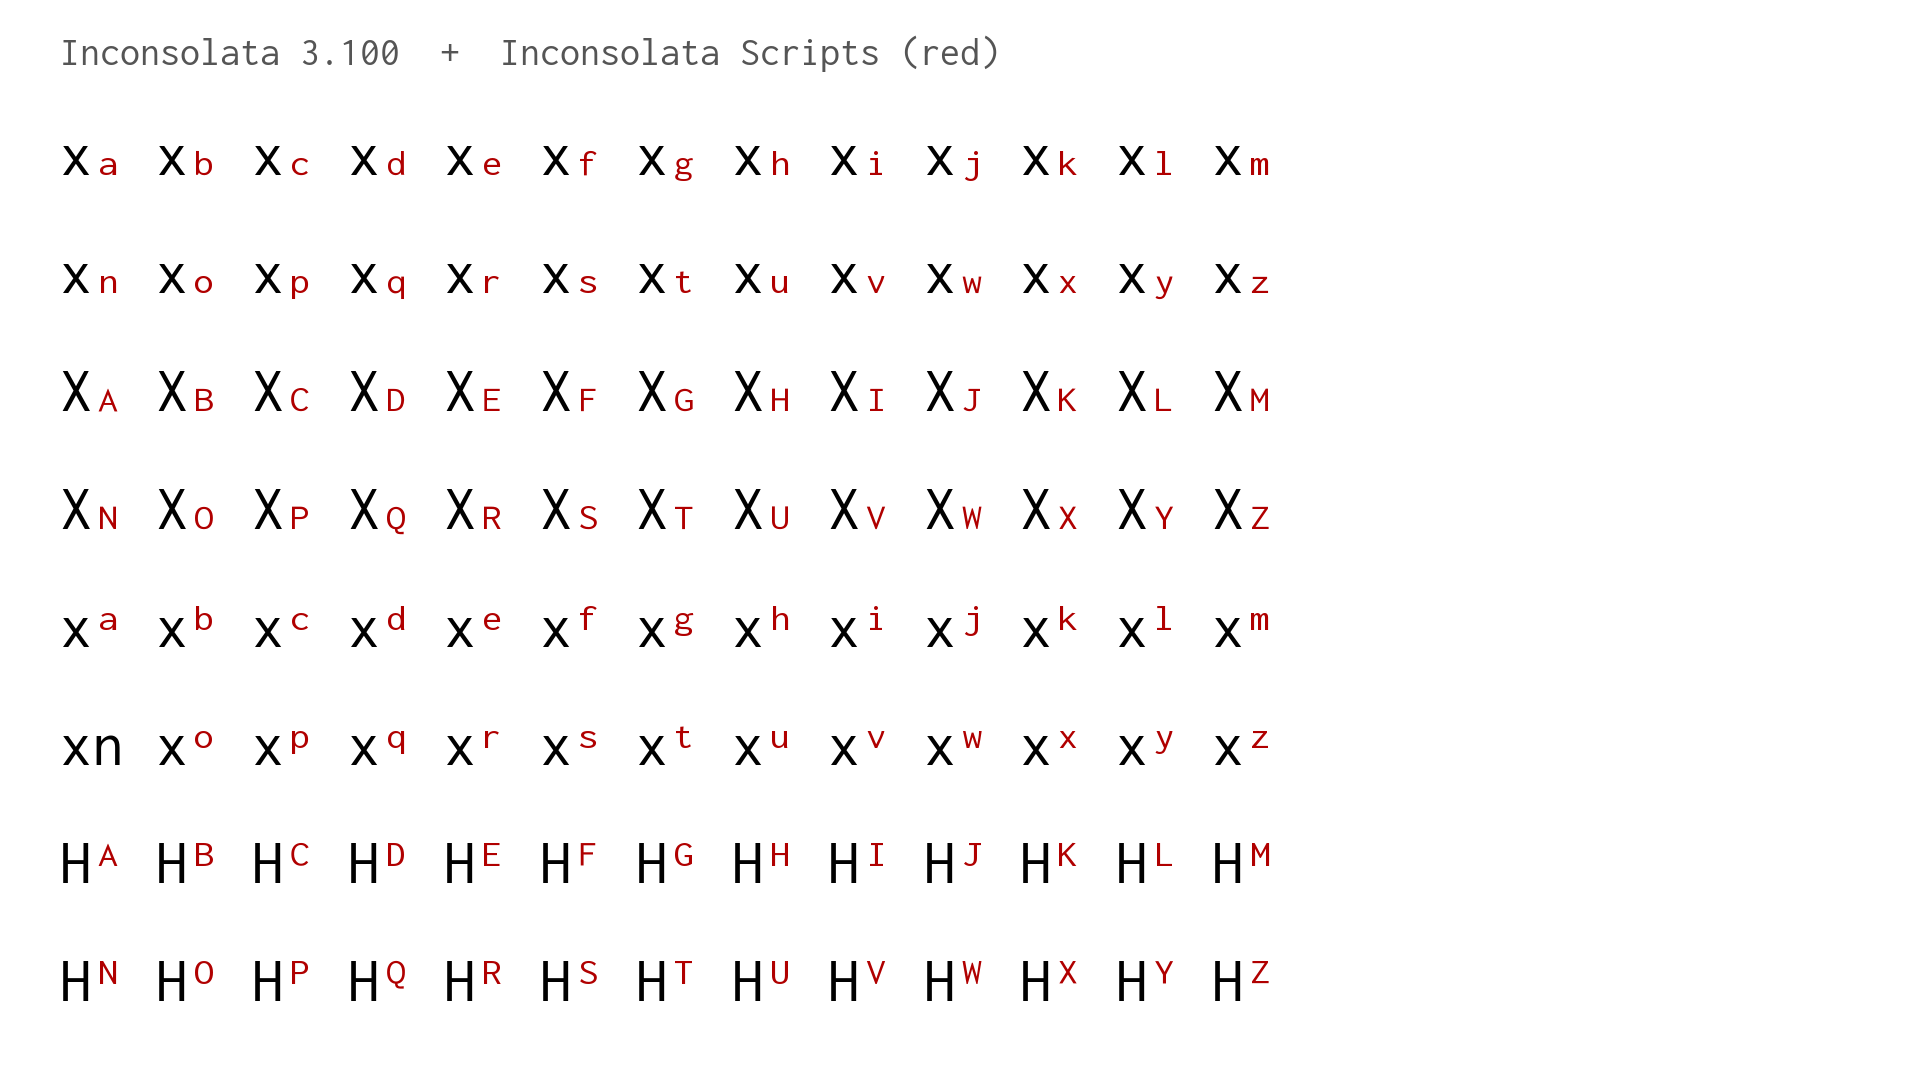 Inconsolata 3.100 + Inconsolata Scripts (red)
xa xb xc xd xe xf xg xh xi xj xk xl xm
xn xo xp xq xr xs xt xu xv xw xx xy xz
XA XB XC XD XE XF XG XH XI XJ XK XL XM
XN XO XP XQ XR XS XT XU XV XW XX XY XZ
xa xb xc xd xe xf xg xh xi xj xk xl xm
xn xo xp xq xr xs xt xu xv xw xx xy xz
HA HB HC HD HE HF HG HH HI HJ HK HL HM
HN HO HP HQ HR HS HT HU HV HW HX HY HZ